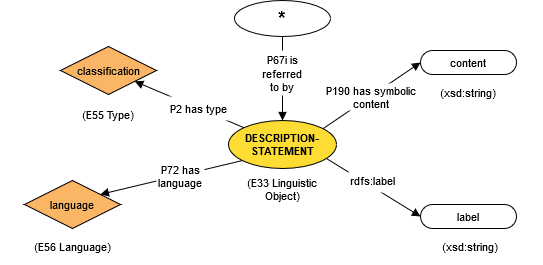 *
P67i is
referred
to by
classification
(E55 Type)
P2 has type
P190 has symbolic
content
content
(xsd:string)
DESCRIPTION-
STATEMENT
(E33 Linguistic
Object)
P72 has
language
language
(E56 Language)
rdfs:label
label
(xsd:string)